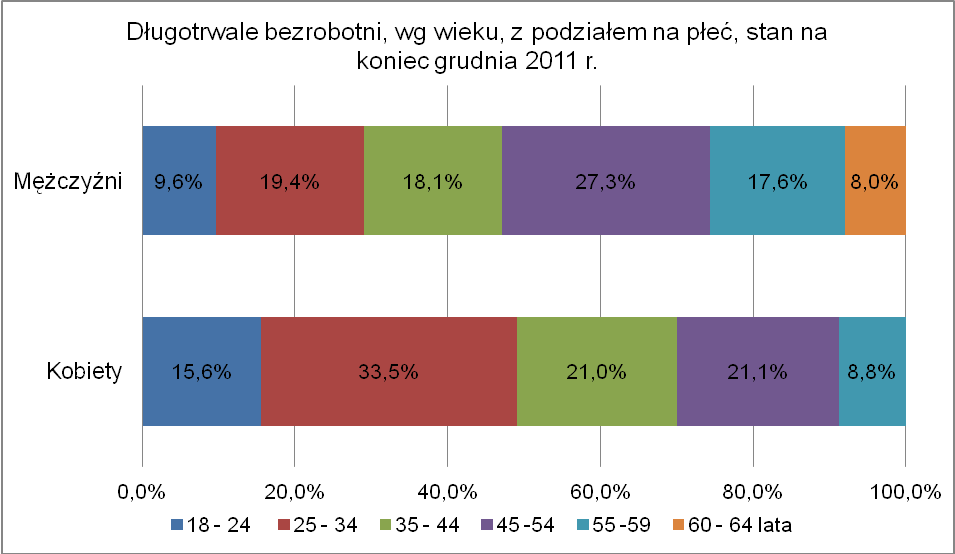 Długotrwale bezrobotni, wg wieku, z podziałem na płeć, stan na
koniec grudnia 2011 r.
Mężczyźni
9,6% 19,4% 18,1% 27,3% 17,6% 8,0%
Kobiety
15,6% 33,5% 21,0% 21,1% 8,8%
0,0% 20,0% 40,0% 60,0% 80,0% 100,0%
18 - 24 25 - 34 35 - 44 45 -54 55 -59 60 - 64 lata